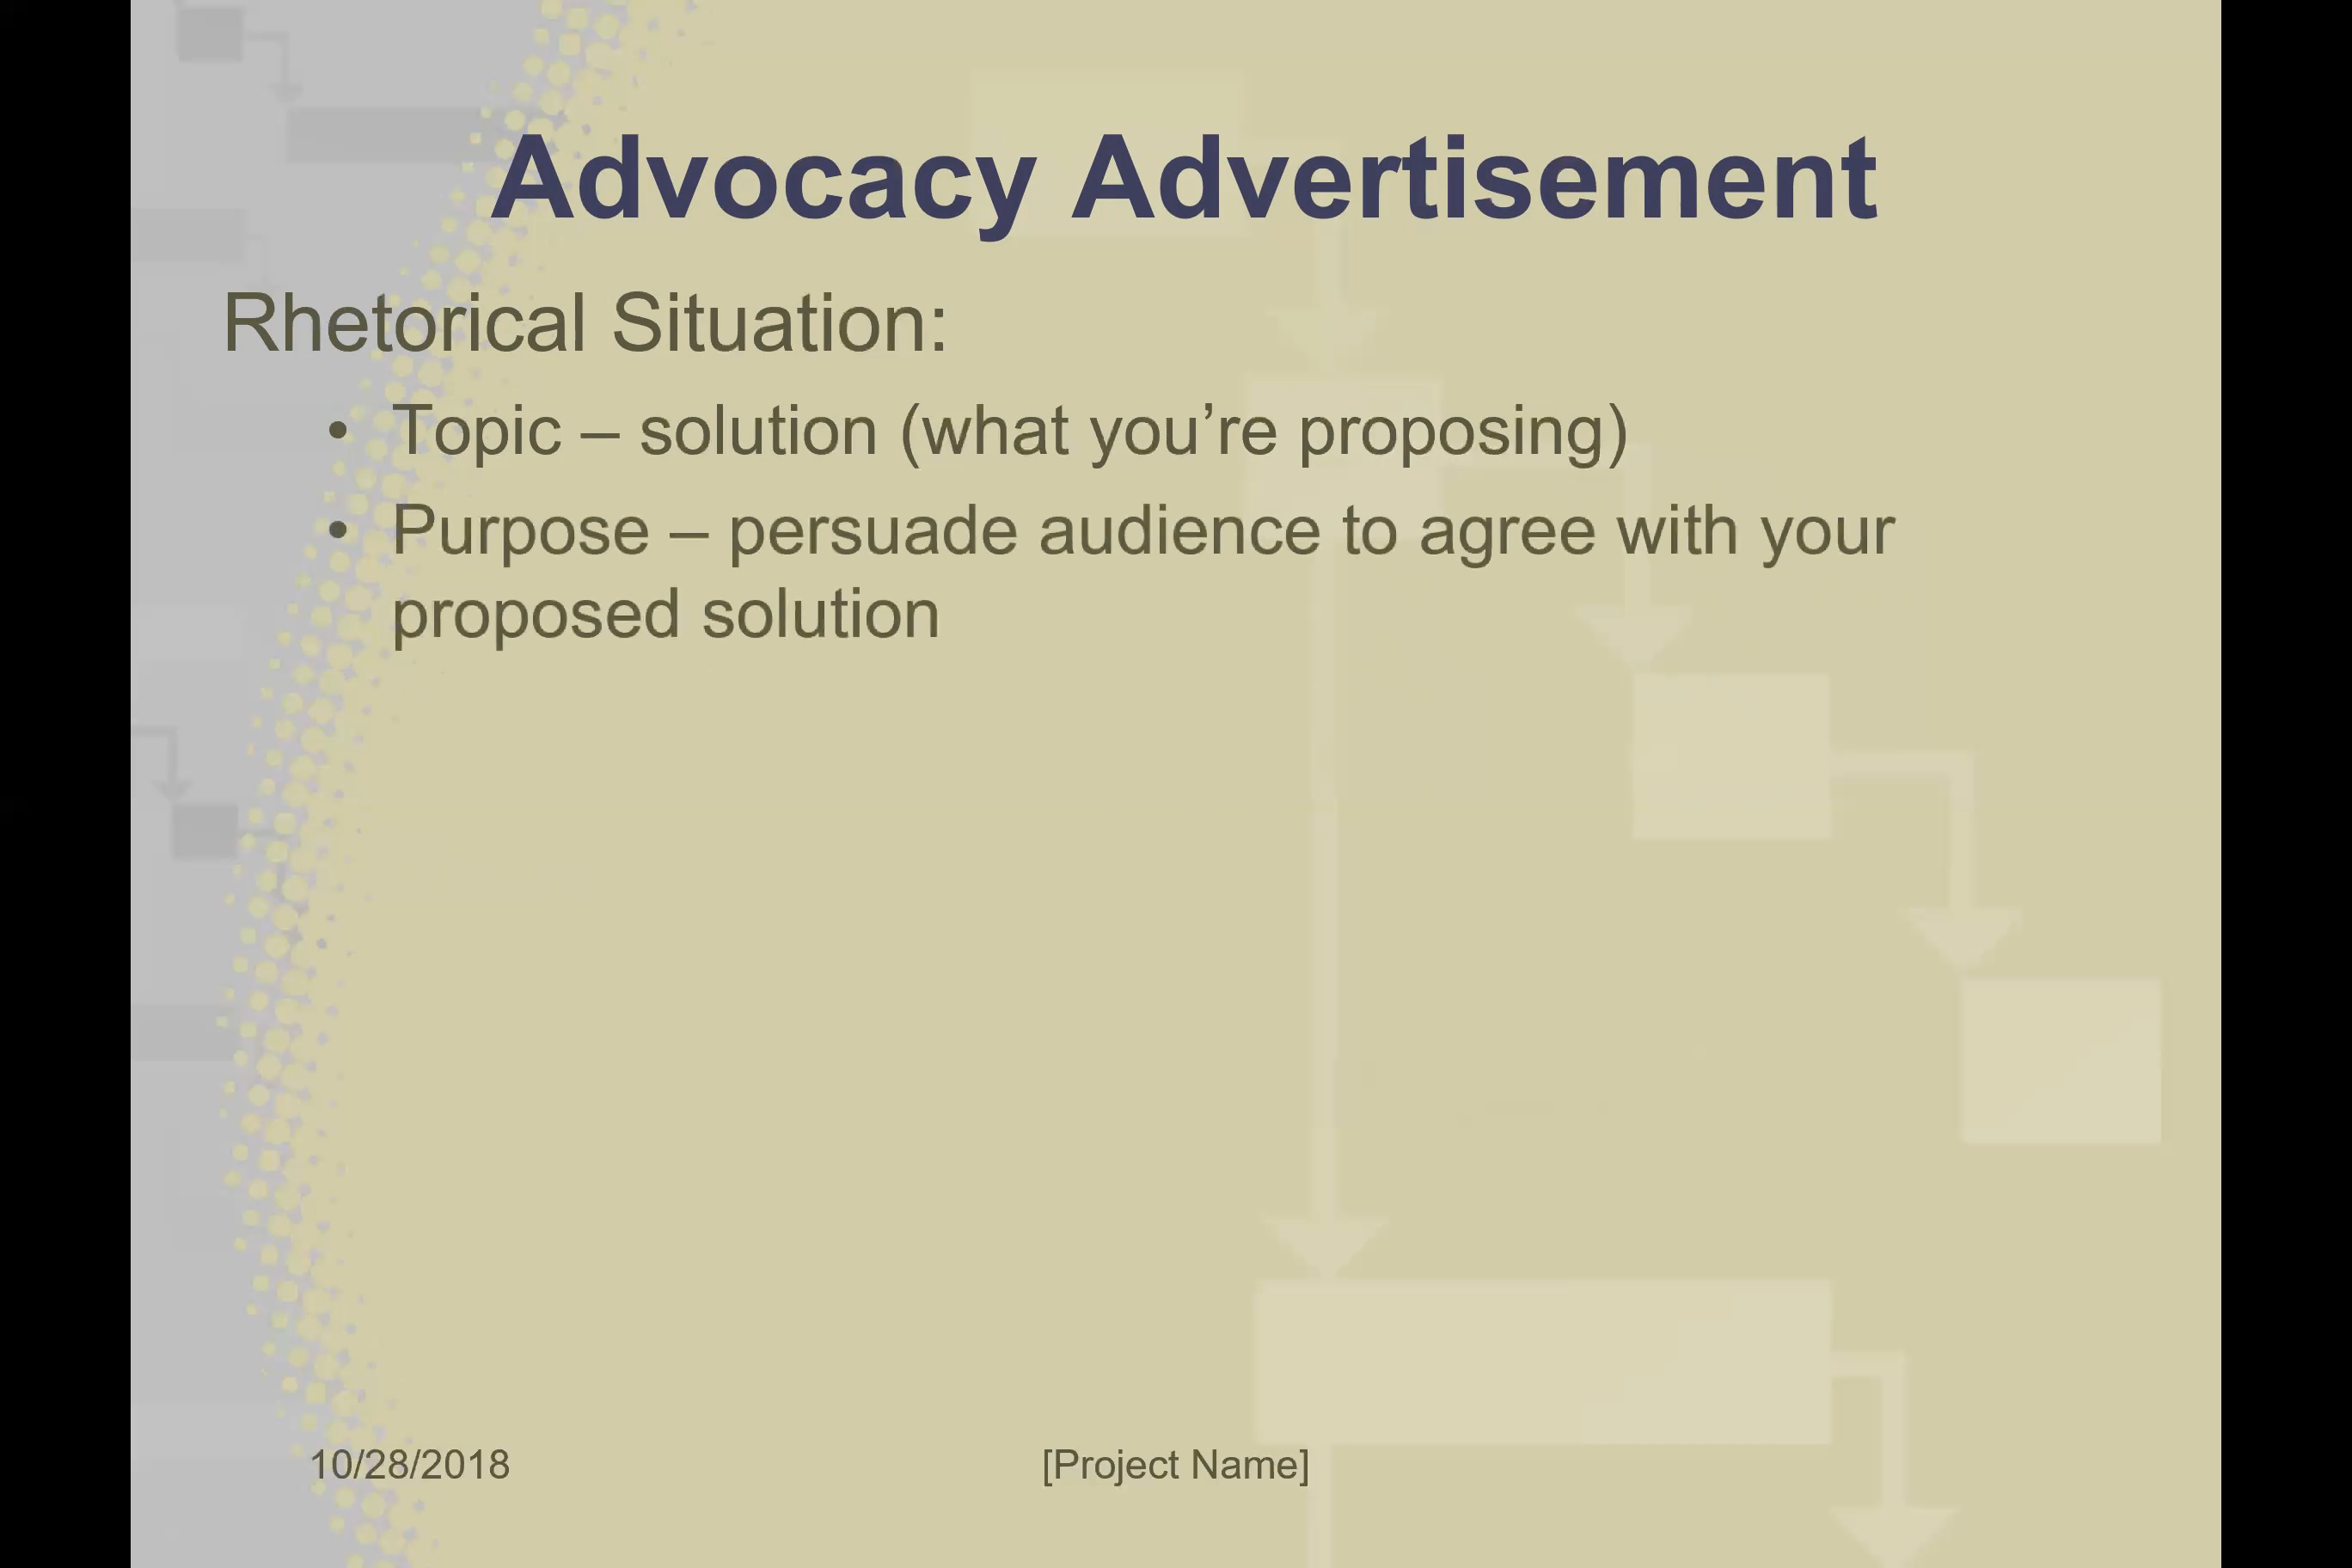 Advocacy Advertisement
Rhetorical Situation:
• Topic – solution (what you’re proposing)
• Purpose – persuade audience to agree with your
proposed solution
10/28/2018
[Project Name]